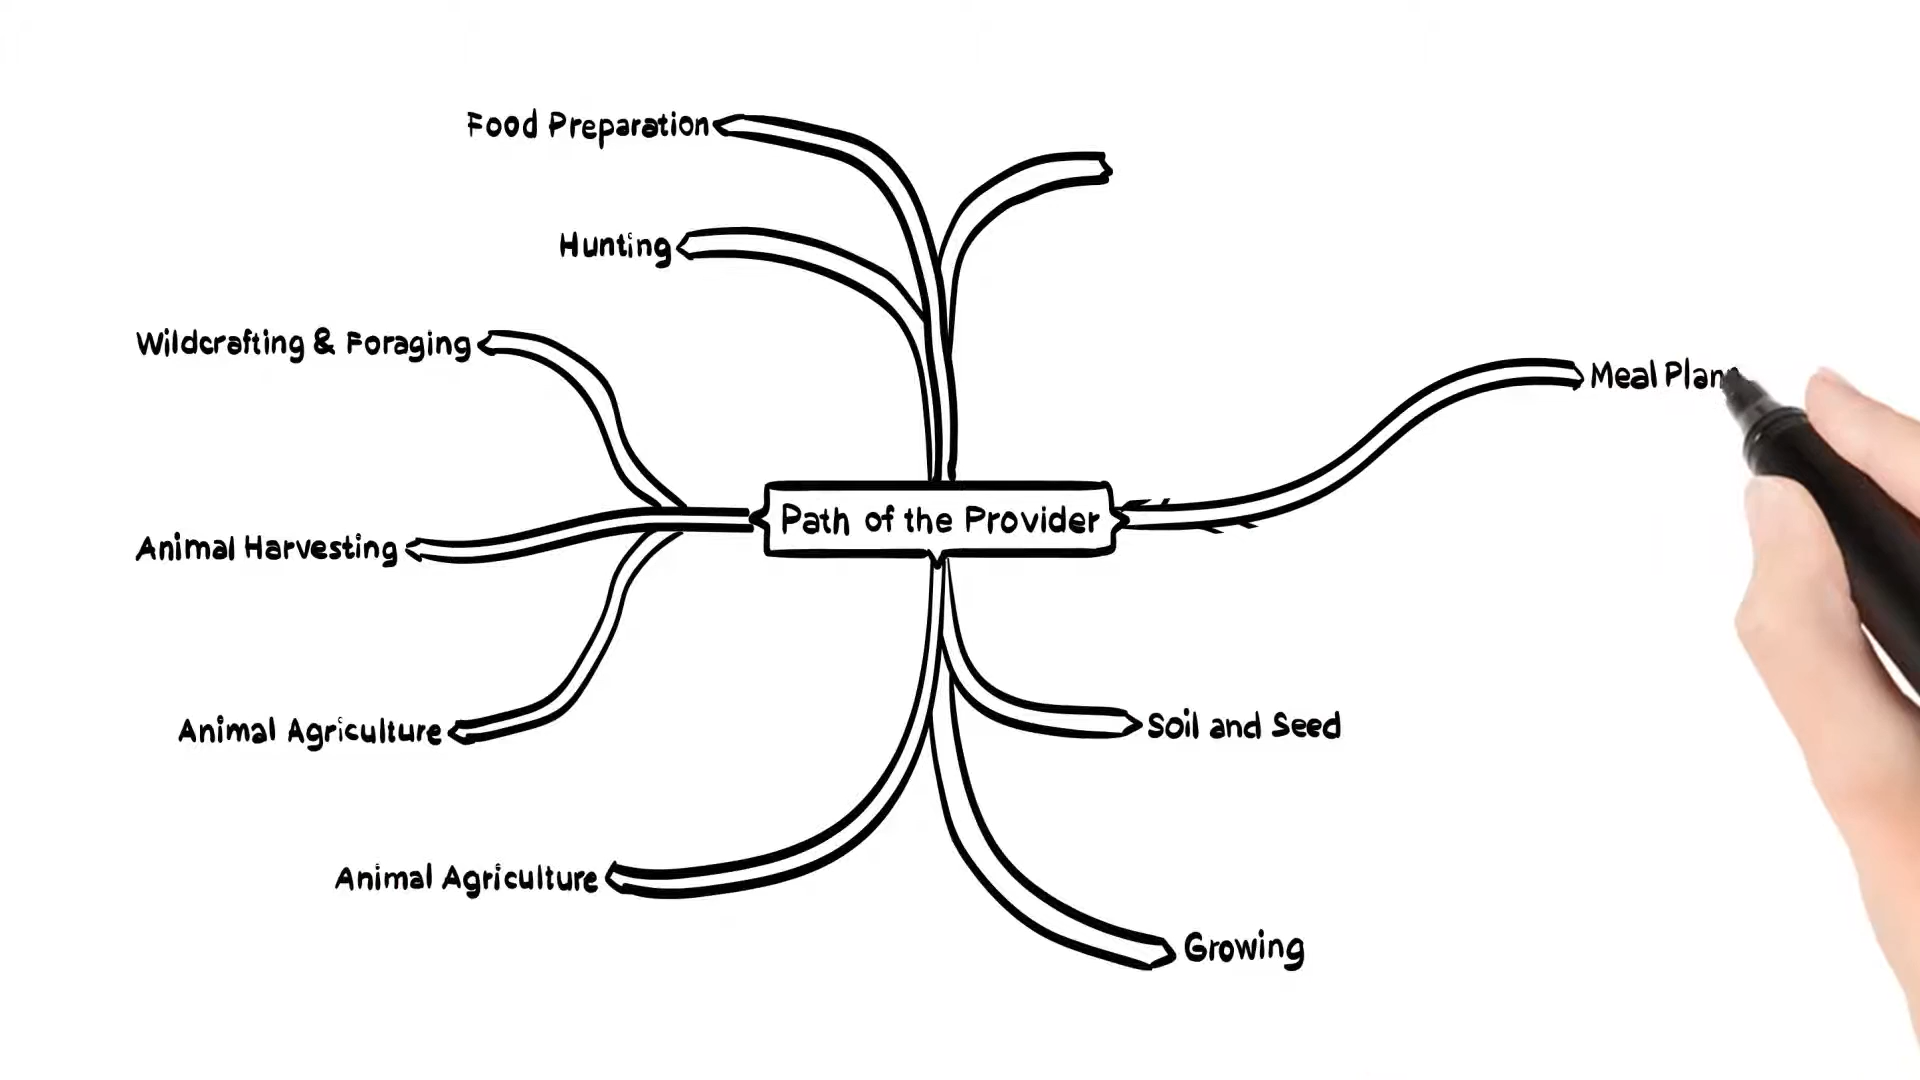 Food Preparation
Hunting
Wildcrafting & Foraging
Meal Plan
Path of the Provider
Animal Harvesting
Soil and Seed
Animal Agriculture
Animal Agriculture
Growing